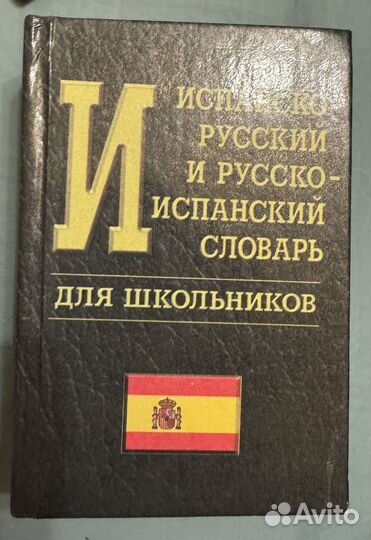 И
ИСПАНСКО-
РУССКИЙ
И РУССКО-
ИСПАНСКИЙ
СЛОВАРЬ
ДЛЯ ШКОЛЬНИКОВ
Avito